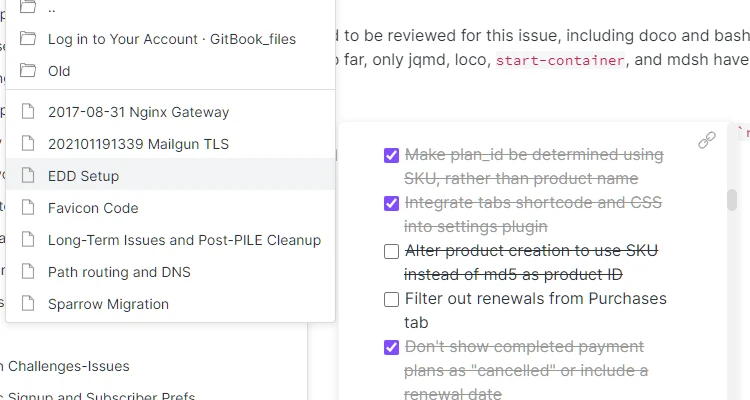 ..
Log in to Your Account · GitBook_files
Old
2017-08-31 Nginx Gateway
202101191339 Mailgun TLS
EDD Setup
Favicon Code
Long-Term Issues and Post-PILE Cleanup
Path routing and DNS
Sparrow Migration
Challenges-Issues
Signup and Subscriber Prefs
to be reviewed for this issue, including doco and bash
far, only jqmd, loco, start-container, and mdsh have
Make plan_id be determined using
SKU, rather than product name
Integrate tabs shortcode and CSS
into settings plugin
Alter product creation to use SKU
instead of md5 as product ID
Filter out renewals from Purchases
tab
Don't show completed payment
plans as "cancelled" or include a
renewal date